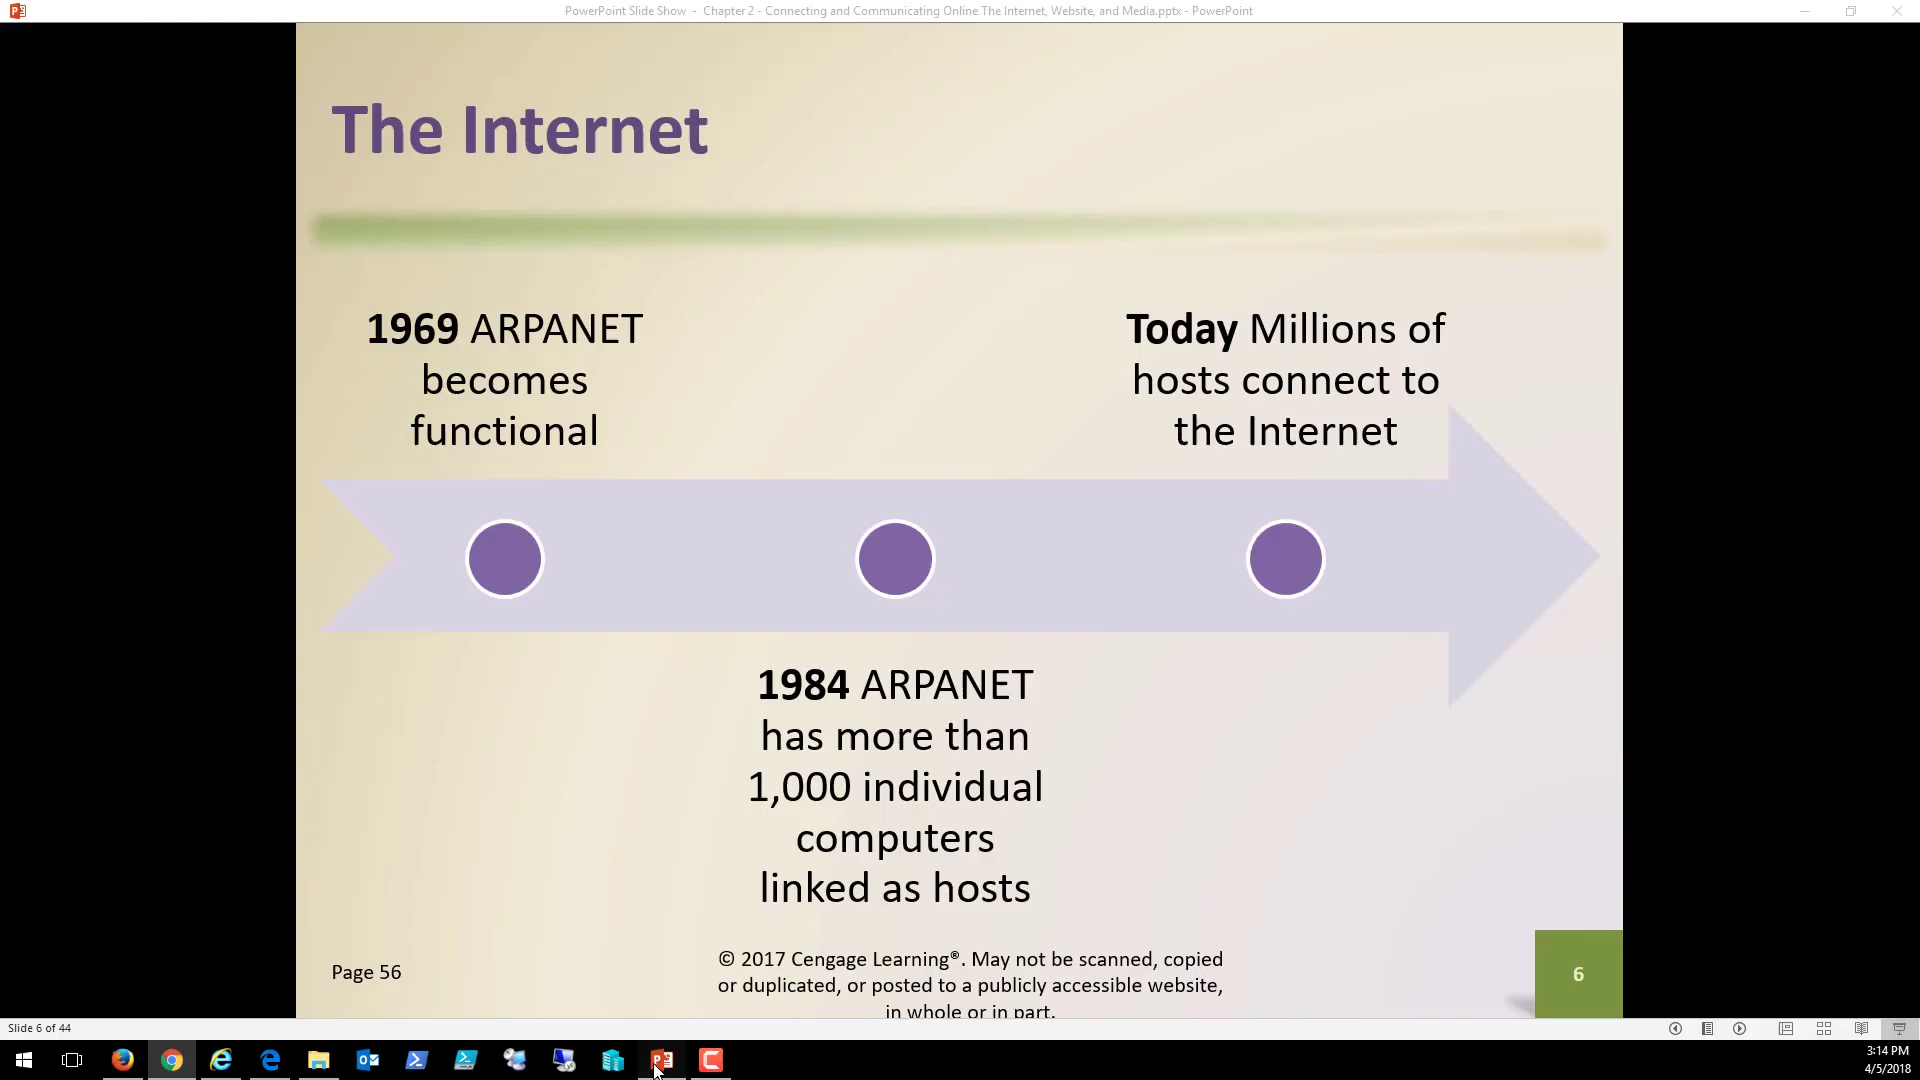 PowerPoint Slide Show - Chapter 2 - Connecting and Communicating Online The Internet, Website, and Media.pptx - PowerPoint
The Internet
1969 ARPANET
becomes
functional
Today Millions of
hosts connect to
the Internet
1984 ARPANET
has more than
1,000 individual
computers
linked as hosts
Page 56
© 2017 Cengage Learning®. May not be scanned, copied
or duplicated, or posted to a publicly accessible website,
in whole or in part.
6
Slide 6 of 44
3:14 PM
4/5/2018